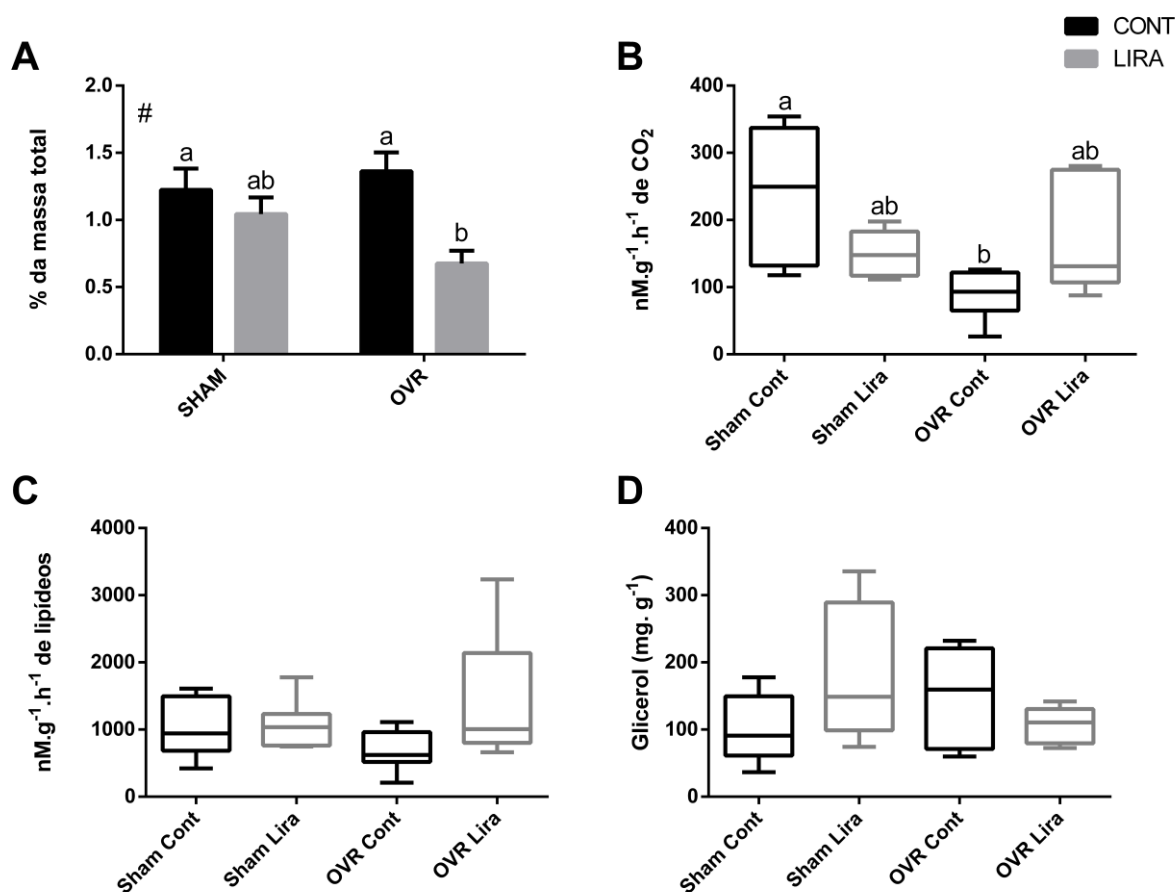 CONT
LIRA
A
% da massa total
2.0
1.5
1.0
0.5
0.0
#
a
ab
a
b
SHAM
OVR
B
nM.g⁻¹.h⁻¹ de CO₂
400
300
200
100
0
a
ab
b
ab
Sham Cont
Sham Lira
OVR Cont
OVR Lira
C
nM.g⁻¹.h⁻¹ de lipídeos
4000
3000
2000
1000
0
Sham Cont
Sham Lira
OVR Cont
OVR Lira
D
Glicerol (mg. g⁻¹)
400
300
200
100
0
Sham Cont
Sham Lira
OVR Cont
OVR Lira